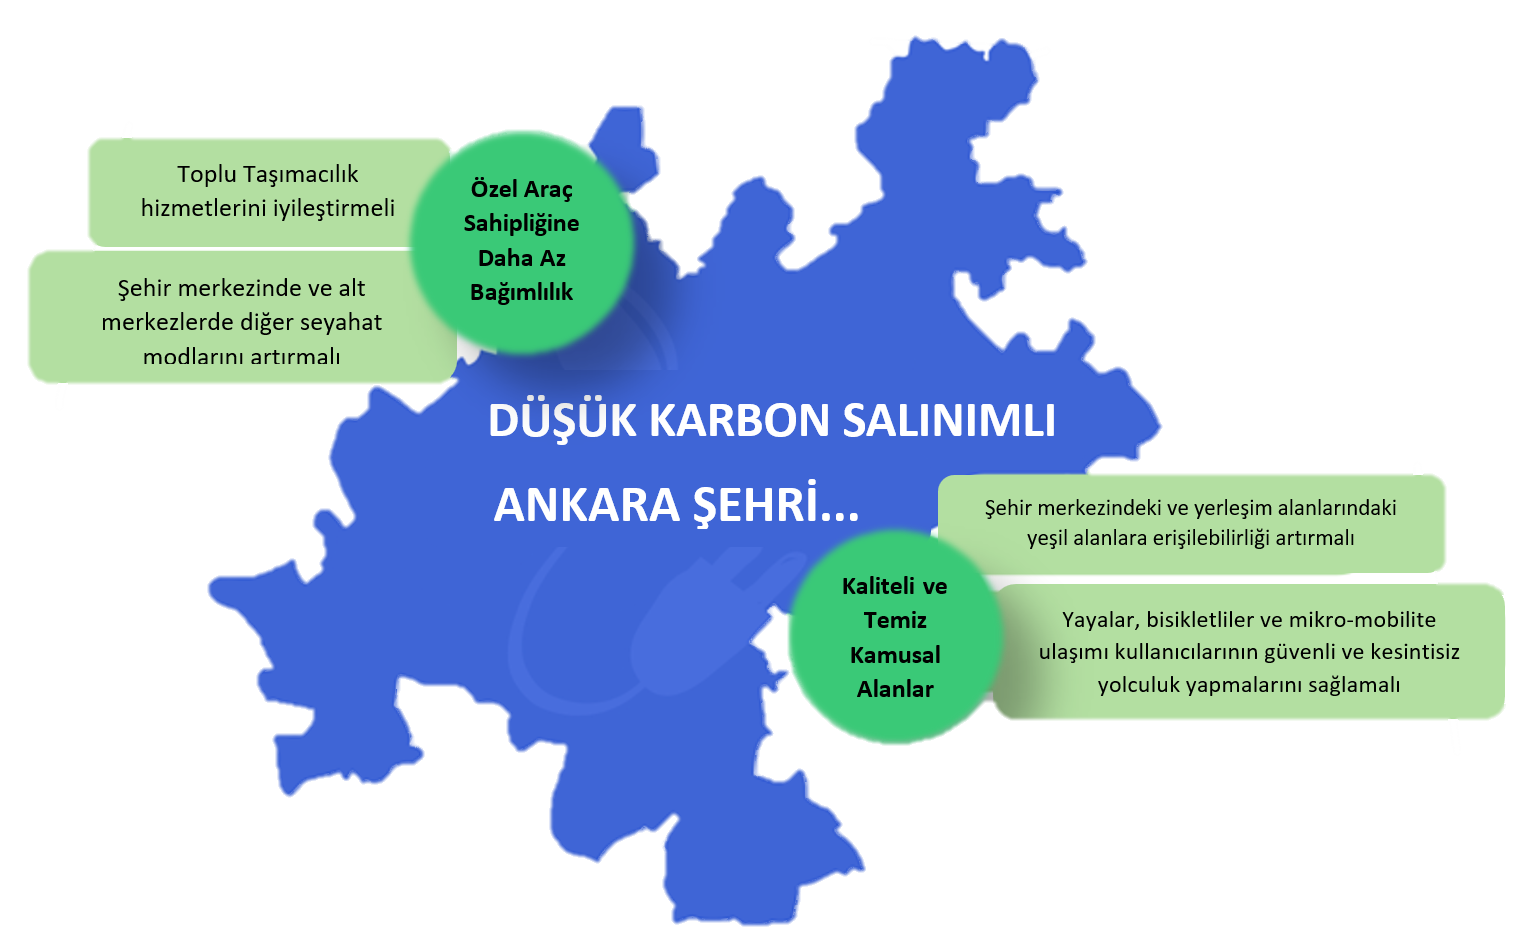 Toplu Taşımacılık
hizmetlerini iyileştirmeli
Şehir merkezinde ve alt
merkezlerde diğer seyahat
modlarını artırmalı
Özel Araç
Sahipliğine
Daha Az
Bağımlılık
DÜŞÜK KARBON SALINIMLI
ANKARA ŞEHRİ...
Şehir merkezindeki ve yerleşim alanlarındaki
yeşil alanlara erişilebilirliği artırmalı
Kaliteli ve
Temiz
Kamusal
Alanlar
Yayalar, bisikletliler ve mikro-mobilite
ulaşımı kullanıcılarının güvenli ve kesintisiz
yolculuk yapmalarını sağlamalı